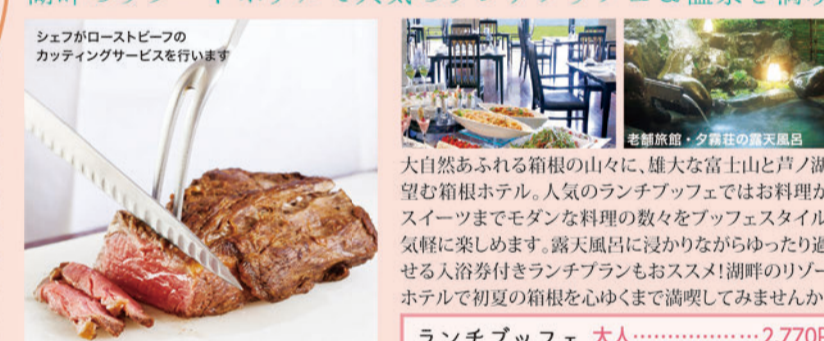 シェフがローストビーフの
カッティングサービスを行います
老舗旅館・夕霧荘の露天風呂
大自然あふれる箱根の山々に、雄大な富士山と芦ノ湖
望む箱根ホテル。人気のランチブッフェではお料理か
スイーツまでモダンな料理の数々をブッフェスタイル
気軽に楽しめます。露天風呂に浸かりながらゆったり過
せる入浴券付きランチプランもおススメ!湖畔のリゾー
ホテルで初夏の箱根を心ゆくまで満喫してみませんか
ランチブッフェ 大人………………2,770円